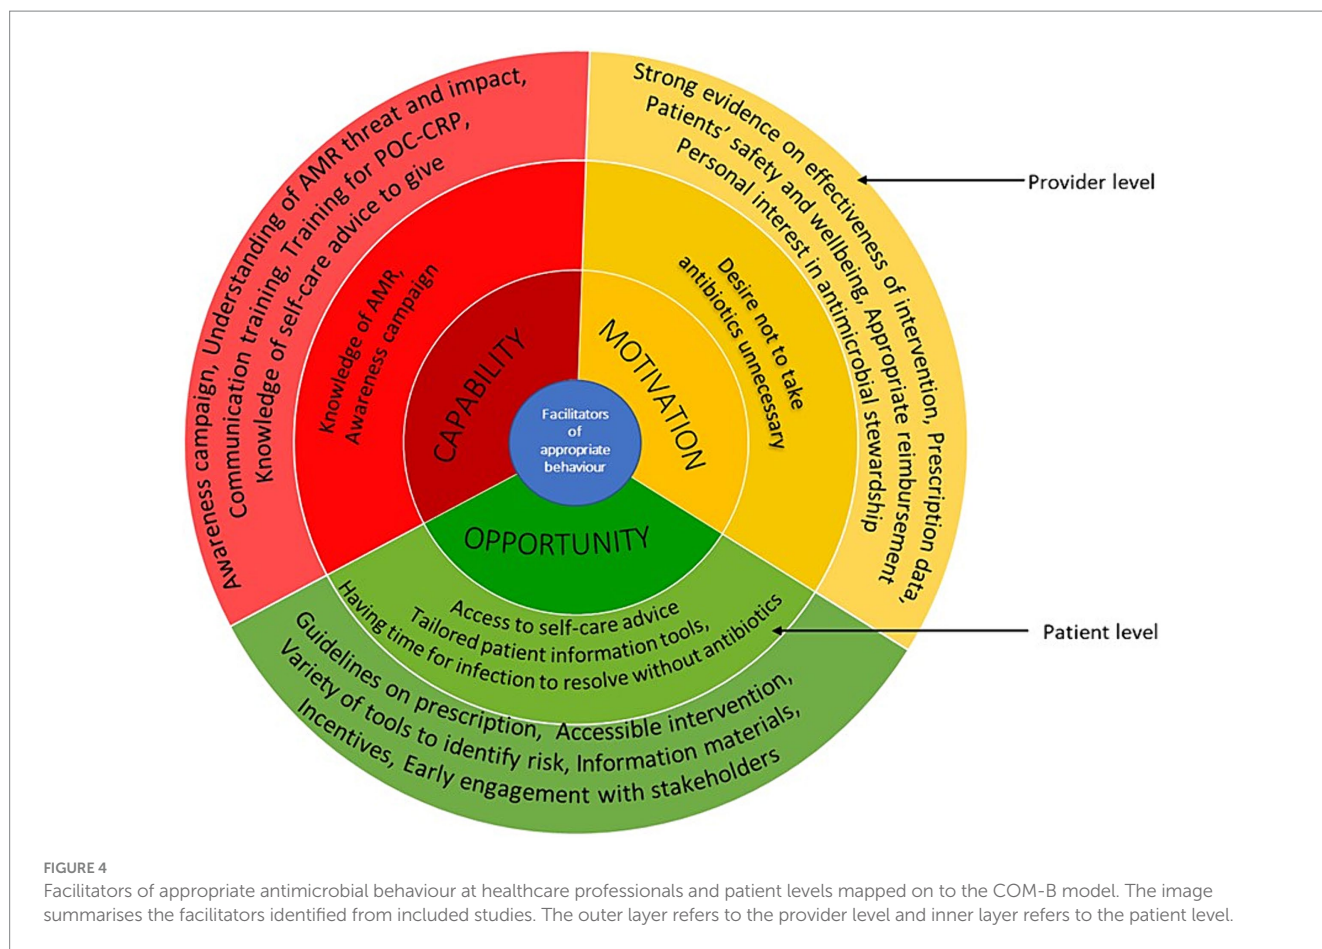 Awareness campaign, Understanding of AMR threat and impact,
Communication training, Training for POC-CRP,
Knowledge of self-care advice to give
Knowledge of AMR,
Awareness campaign
CAPABILITY
Strong evidence on effectiveness of intervention, Prescription data,
Patients' safety and wellbeing, Appropriate reimbursement
Personal interest in antimicrobial stewardship
Desire not to take
antibiotics unnecessary
MOTIVATION
Provider level
Facilitators
of
appropriate
behaviour
OPPORTUNITY
Access to self-care advice
Tailored patient information tools,
Having time for infection to resolve without antibiotics
Patient level
Guidelines on prescription, Accessible intervention,
Variety of tools to identify risk, Information materials,
Incentives, Early engagement with stakeholders
FIGURE 4
Facilitators of appropriate antimicrobial behaviour at healthcare professionals and patient levels mapped on to the COM-B model. The image
summarises the facilitators identified from included studies. The outer layer refers to the provider level and inner layer refers to the patient level.